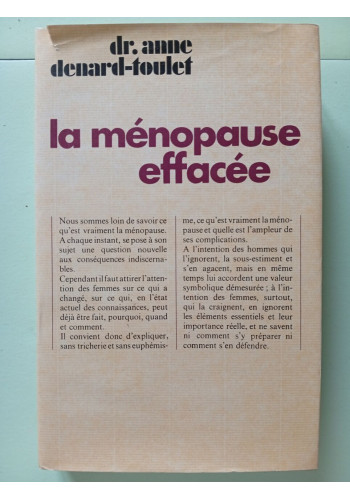 dr. anne
denard-toulet
la ménopause
effacée
Nous sommes loin de savoir ce
qu'est vraiment la ménopause.
A chaque instant, se pose à son
sujet une question nouvelle
aux conséquences indiscerna-
bles.
Cependant il faut attirer l'atten-
tion des femmes sur ce qui a
changé, sur ce qui, en l'état
actuel des connaissances, peut
déjà être fait, pourquoi, quand
et comment.
Il convient donc d'expliquer,
sans tricherie et sans euphémis-
me, ce qu'est vraiment la méno-
pause et quelle est l'ampleur de
ses complications.
A l'intention des hommes qui
l'ignorent, la sous-estiment et
s'en agacent, mais en même
temps lui accordent une valeur
symbolique démesurée ; à l'in-
tention des femmes, surtout,
qui la craignent, en ignorent
les éléments essentiels et leur
importance réelle, et ne savent
ni comment s'y préparer ni
comment s'en défendre.